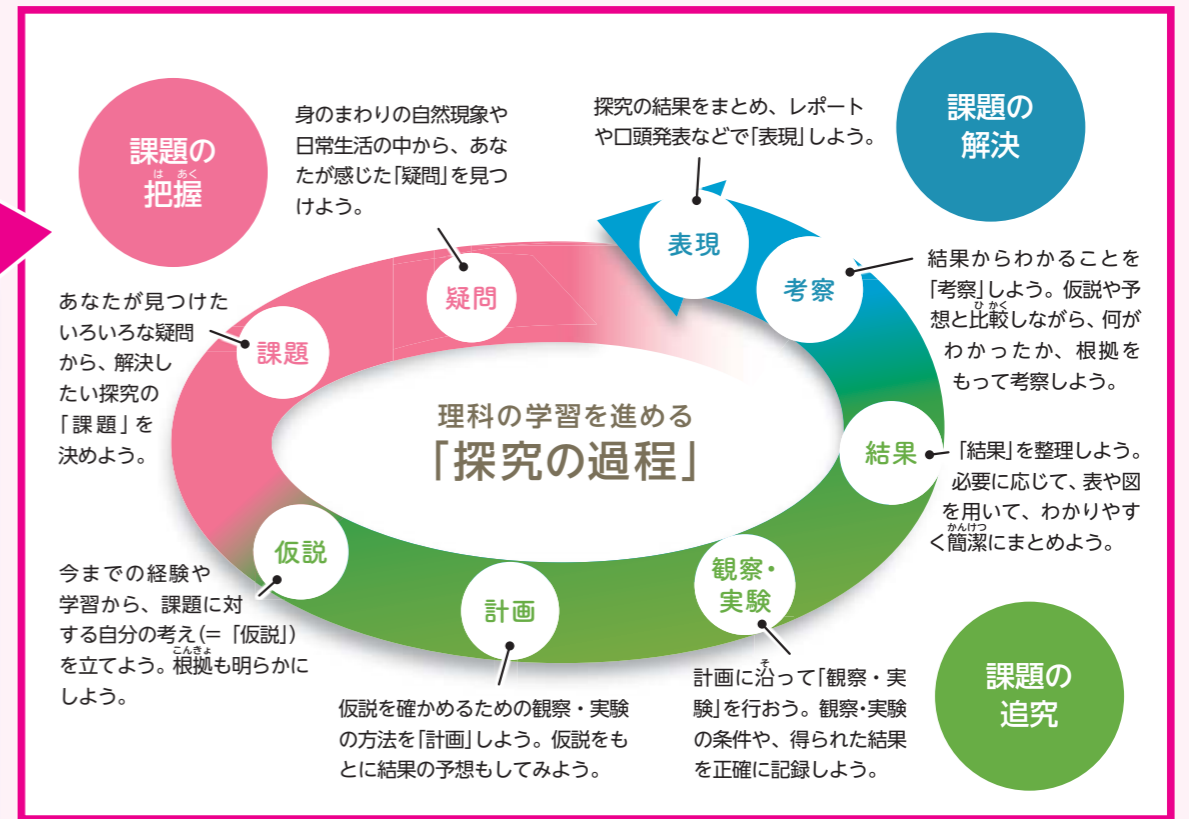 課題の
把握
はあく
身のまわりの自然現象や
日常生活の中から、あな
たが感じた「疑問」を見つ
けよう。
疑問
あなたが見つけた
いろいろな疑問
から、解決し
たい探究の
「課題」を
決めよう。
課題
理科の学習を進める
「探究の過程」
今までの経験や
学習から、課題に対
する自分の考え(=「仮説」)
を立てよう。根拠も明らかに
こんきょ
しよう。
仮説
計画
仮説を確かめるための観察・実験
の方法を「計画」しよう。仮説をも
とに結果の予想もしてみよう。
観察・
実験
計画に沿って「観察・実
そ
験」を行おう。観察・実験
の条件や、得られた結果
を正確に記録しよう。
課題の
追究
結果
「結果」を整理しよう。
必要に応じて、表や図
を用いて、わかりやす
く簡潔にまとめよう。
かんけつ
考察
結果からわかることを
「考察」しよう。仮説や予
想と比較しながら、何が
ひかく
わかったか、根拠を
もって考察しよう。
表現
探究の結果をまとめ、レポート
や口頭発表などで「表現」しよう。
課題の
解決